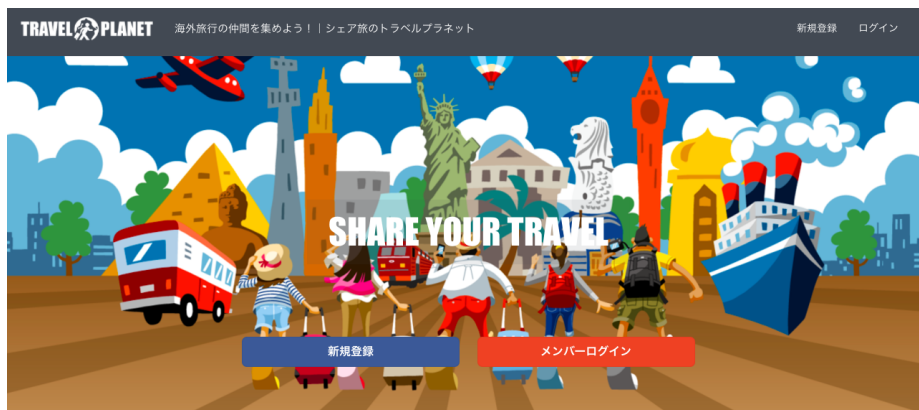 TRAVEL PLANET
海外旅行の仲間を集めよう！｜シェア旅のトラベルプラネット
新規登録
ログイン
SHARE YOUR TRAVEL
新規登録
メンバーログイン